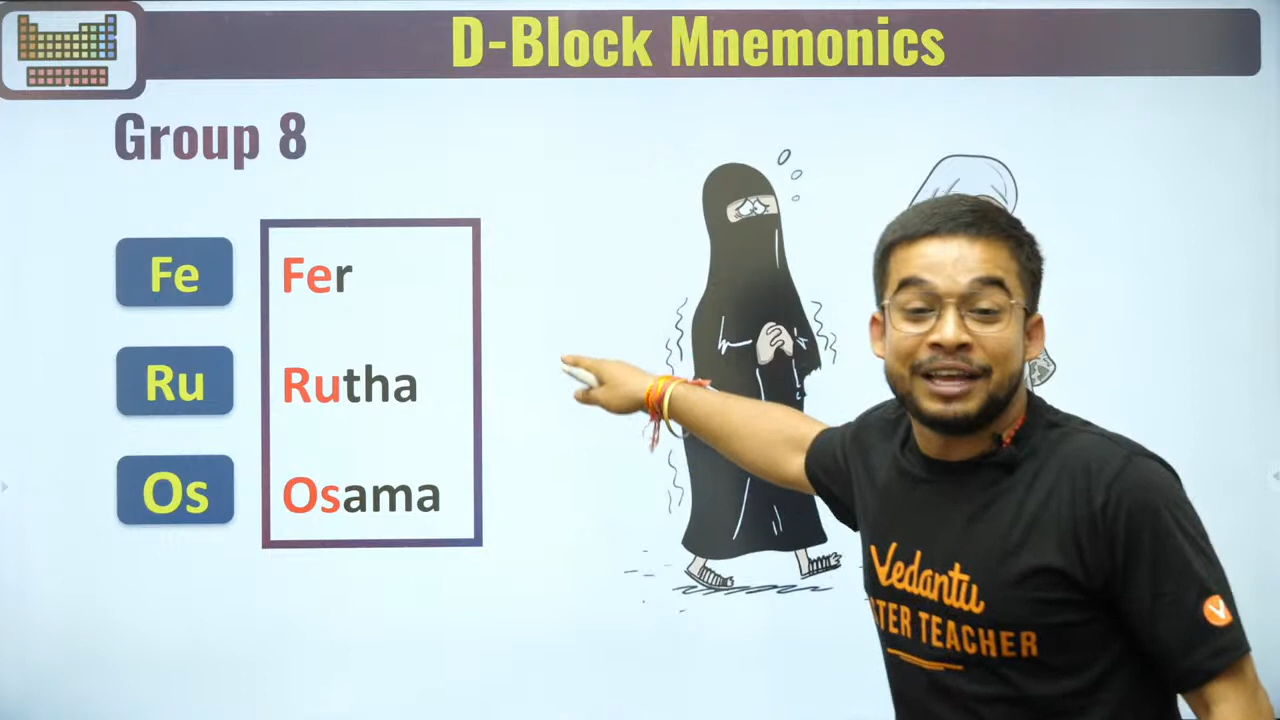 D-Block Mnemonics
Group 8
Fe
Fer
Ru
Rutha
Os
Osama
Vedantu
TER TEACHER
V